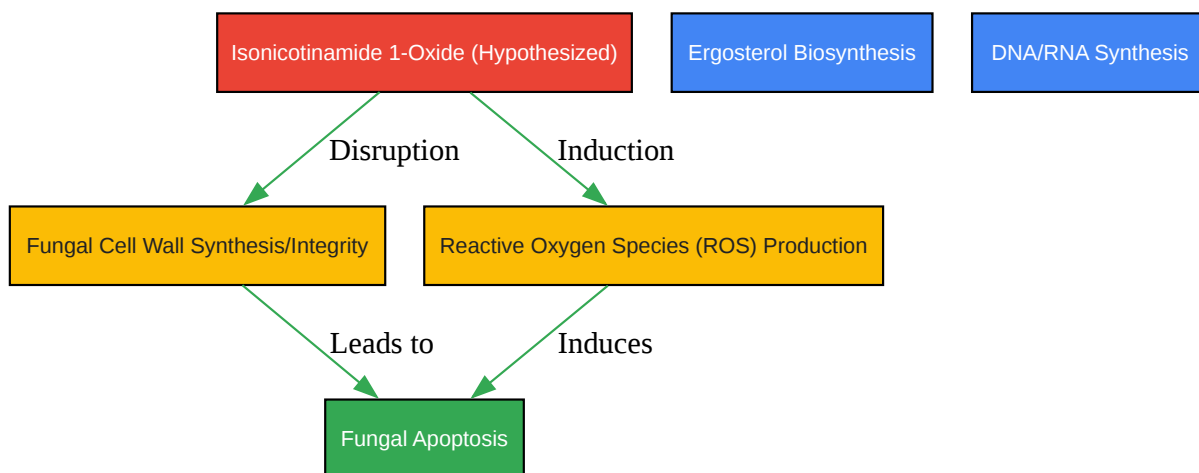 Isonicotinamide 1-Oxide (Hypothesized)
Ergosterol Biosynthesis
DNA/RNA Synthesis
Disruption
Induction
Fungal Cell Wall Synthesis/Integrity
Reactive Oxygen Species (ROS) Production
Leads to
Induces
Fungal Apoptosis